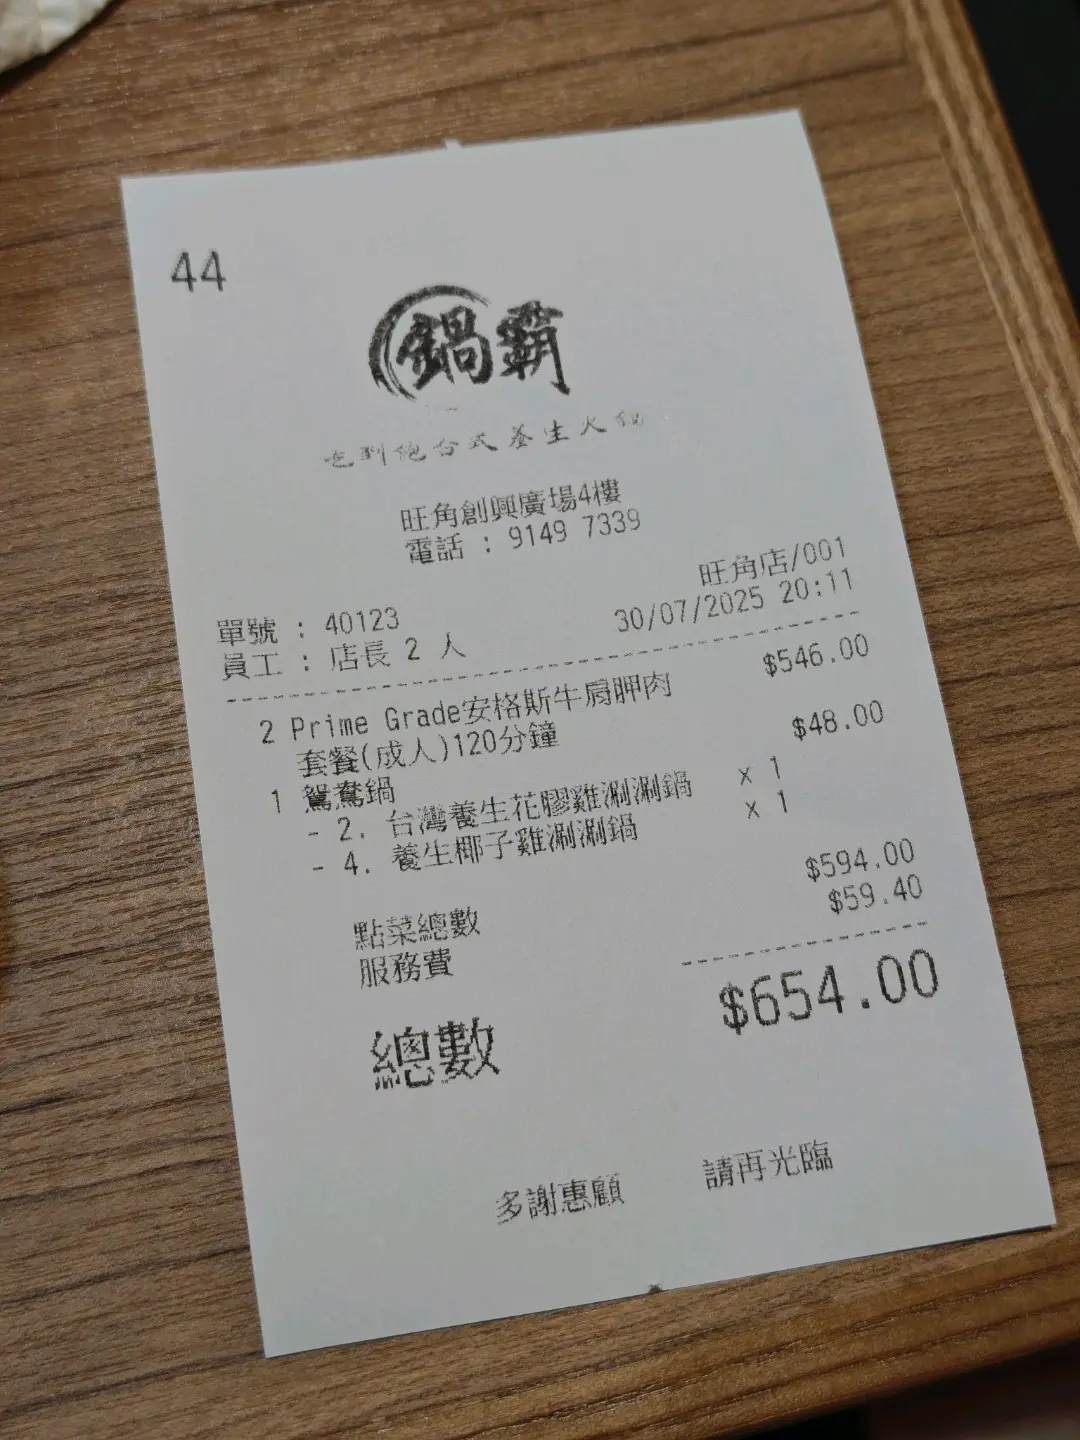 44
鍋霸
吃到飽台式養生火鍋
旺角創興廣場4樓
電話 : 9149 7339
旺角店/001
單號 : 40123 30/07/2025 20:11
員工 : 店長 2 人
2 Prime Grade安格斯牛肩胛肉 $546.00
套餐(成人)120分鐘
1 鴛鴦鍋 $48.00
- 2. 台灣養生花膠雞涮涮鍋 x 1
- 4. 養生椰子雞涮涮鍋 x 1
點菜總數 $594.00
服務費 $59.40
總數 $654.00
多謝惠顧 請再光臨